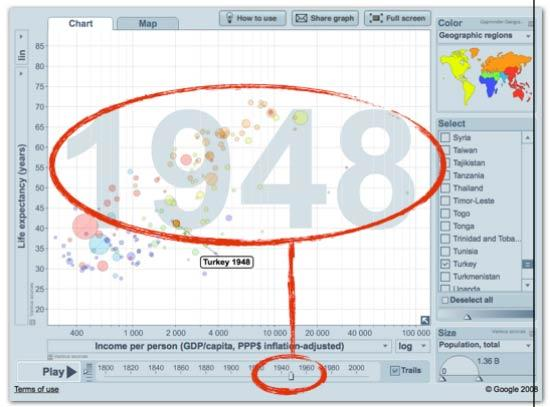 Chart
Map
How to use
Share graph
Full screen
Color
Geographic regions
lin
85
80
75
70
65
60
55
50
45
40
35
30
25
20
Life expectancy (years)
1948
Turkey 1948
400
1 000
2 000
4 000
10 000
20 000
40 000
100 000
Income per person (GDP/capita, PPP$ inflation-adjusted)
log
Select
Syria
Taiwan
Tajikistan
Tanzania
Thailand
Timor-Leste
Togo
Tonga
Trinidad and Toba...
Tunisia
Turkey
Turkmenistan
Uganda
Deselect all
Size
Population, total
1.36 B
0
Play
1800
1820
1840
1860
1880
1900
1940
1960
1980
2000
Trails
Terms of use
© Google 2008